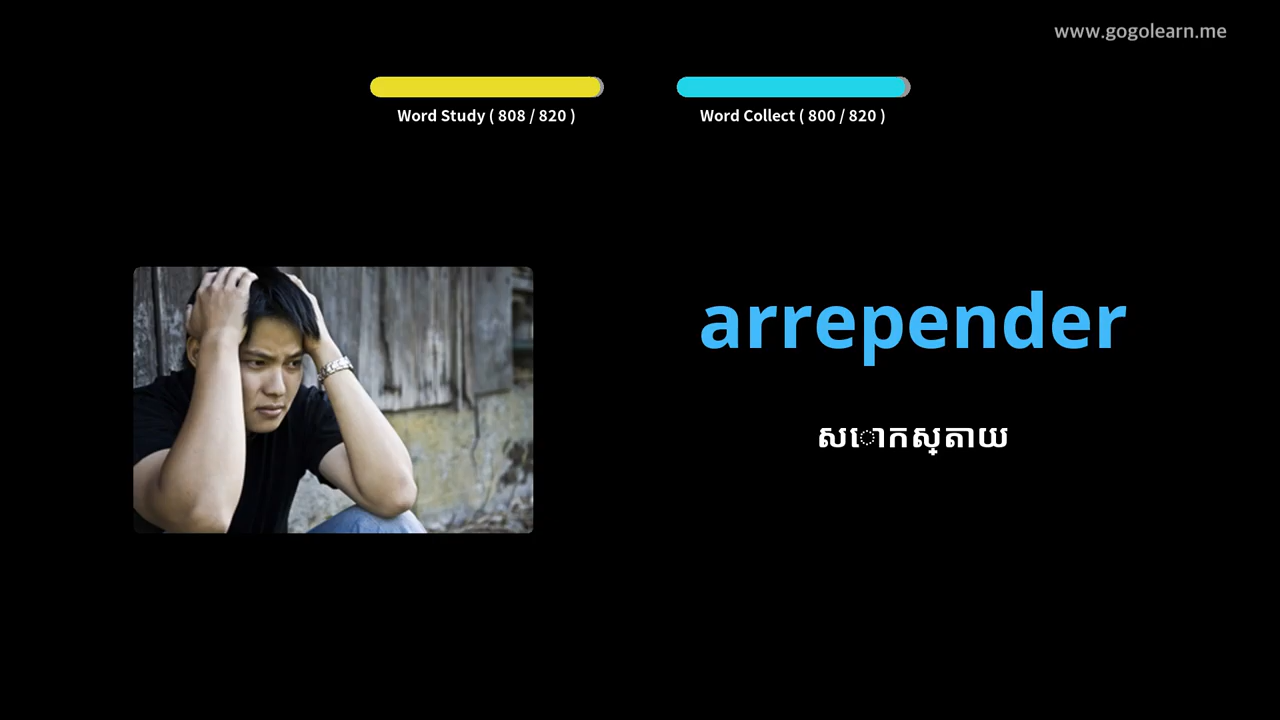 www.gogolearn.me
Word Study ( 808 / 820 )
Word Collect ( 800 / 820 )
arrepender
សោកស្តាយ